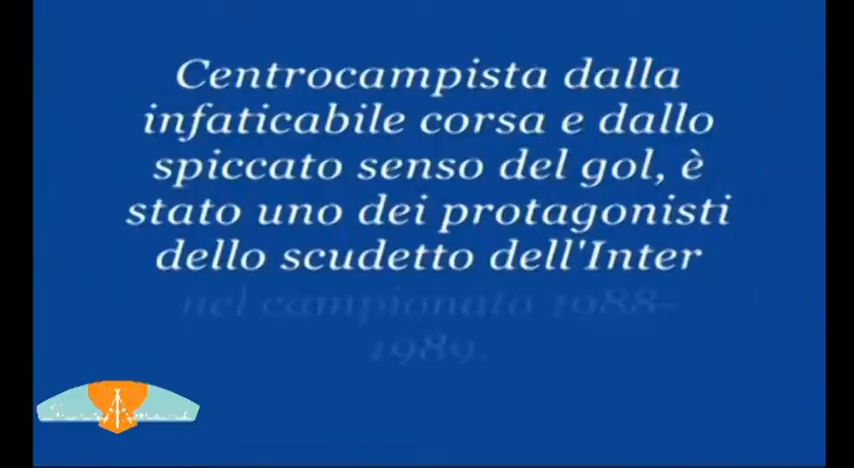 Centrocampista dalla
infaticabile corsa e dallo
spiccato senso del gol, è
stato uno dei protagonisti
dello scudetto dell'Inter
nel campionato 1988-
1989.